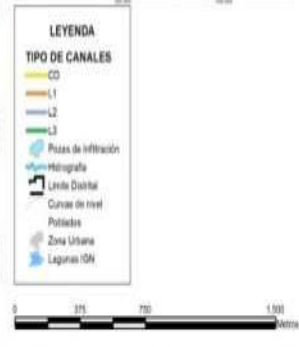 LEYENDA
TIPO DE CANALES
CD
L1
L2
L3
Pozas de Infiltración
Hidrografía
Límite Distrital
Curvas de nivel
Poblados
Zona Urbana
Lagunas IGN
0 375 750 1,500
Metros